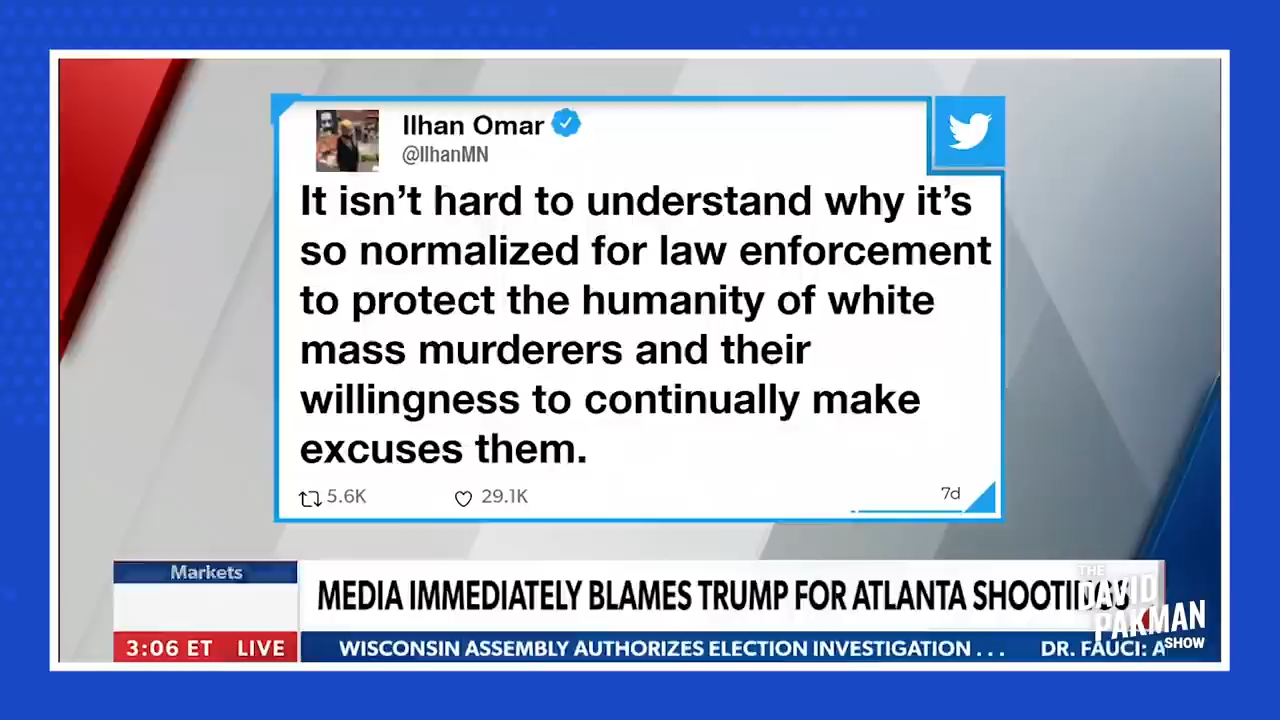 Ilhan Omar
@IlhanMN
It isn't hard to understand why it's
so normalized for law enforcement
to protect the humanity of white
mass murderers and their
willingness to continually make
excuses them.
5.6K 29.1K 7d
Markets
MEDIA IMMEDIATELY BLAMES TRUMP FOR ATLANTA
3:06 ET LIVE
WISCONSIN ASSEMBLY AUTHORIZES ELECTION INVESTIGATION . . . DR. FAUCI: A
THE
DAVID
PAKMAN
SHOW